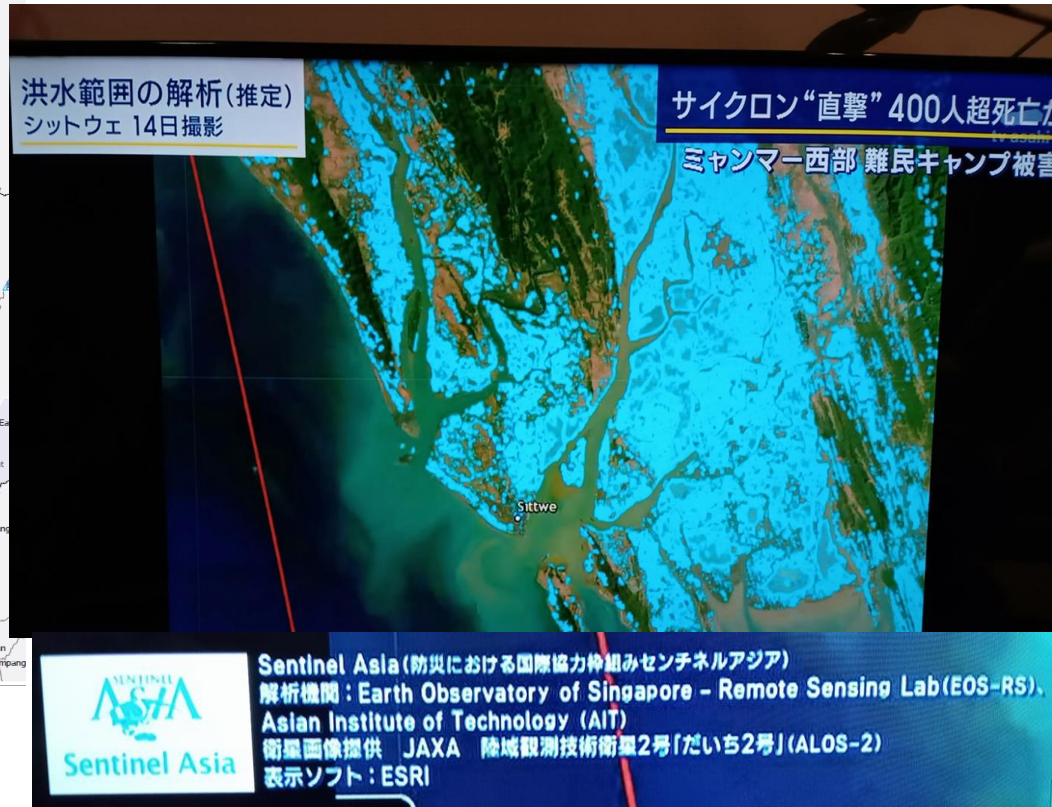 洪水範囲の解析(推定)
シットウェ 14日撮影
サイクロン“直撃” 400人超死亡か
tv asahi
ミャンマー西部 難民キャンプ被害
Sittwe
SENTINEL
ASIA
Sentinel Asia
Sentinel Asia(防災における国際協力枠組みセンチネルアジア)
解析機関：Earth Observatory of Singapore - Remote Sensing Lab(EOS-RS)、
Asian Institute of Technology (AIT)
衛星画像提供 JAXA 陸域観測技術衛星2号「だいち2号」(ALOS-2)
表示ソフト：ESRI